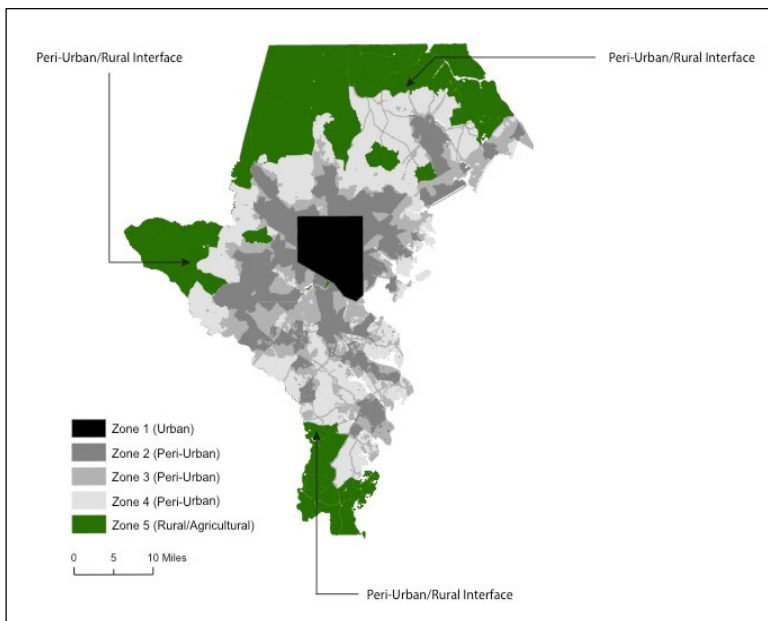 Peri-Urban/Rural Interface
Peri-Urban/Rural Interface
Zone 1 (Urban)
Zone 2 (Peri-Urban)
Zone 3 (Peri-Urban)
Zone 4 (Peri-Urban)
Zone 5 (Rural/Agricultural)
0 5 10 Miles
Peri-Urban/Rural Interface